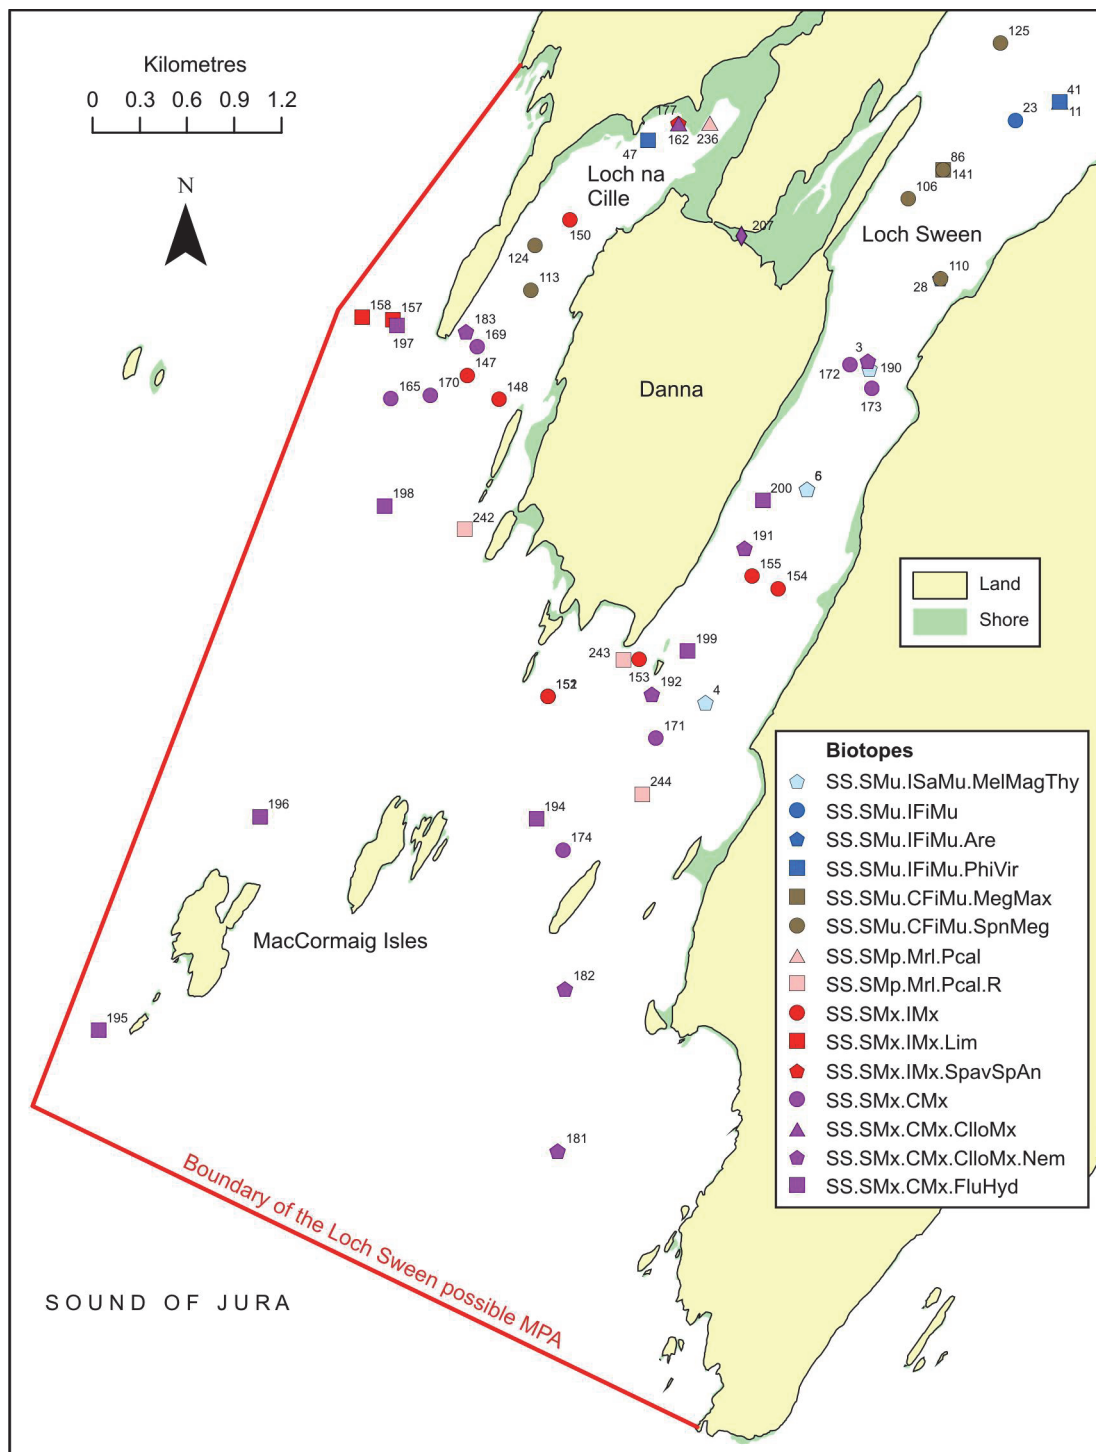 Kilometres
0 0.3 0.6 0.9 1.2
N
125
41
23
11
177
162
236
47
Loch na
Cille
86
141
106
Loch Sween
207
150
124
113
110
28
158
157
197
183
169
147
148
165
170
3
172
190
173
Danna
198
242
200
6
191
155
154
Land
Shore
199
243
153
192
4
171
244
196
194
174
MacCormaig Isles
182
195
181
Biotopes
SS.SMu.ISaMu.MelMagThy
SS.SMu.IFiMu
SS.SMu.IFiMu.Are
SS.SMu.IFiMu.PhiVir
SS.SMu.CFiMu.MegMax
SS.SMu.CFiMu.SpnMeg
SS.SMp.Mrl.Pcal
SS.SMp.Mrl.Pcal.R
SS.SMx.IMx
SS.SMx.IMx.Lim
SS.SMx.IMx.SpavSpAn
SS.SMx.CMx
SS.SMx.CMx.ClloMx
SS.SMx.CMx.ClloMx.Nem
SS.SMx.CMx.FluHyd
Boundary of the Loch Sween possible MPA
SOUND OF JURA